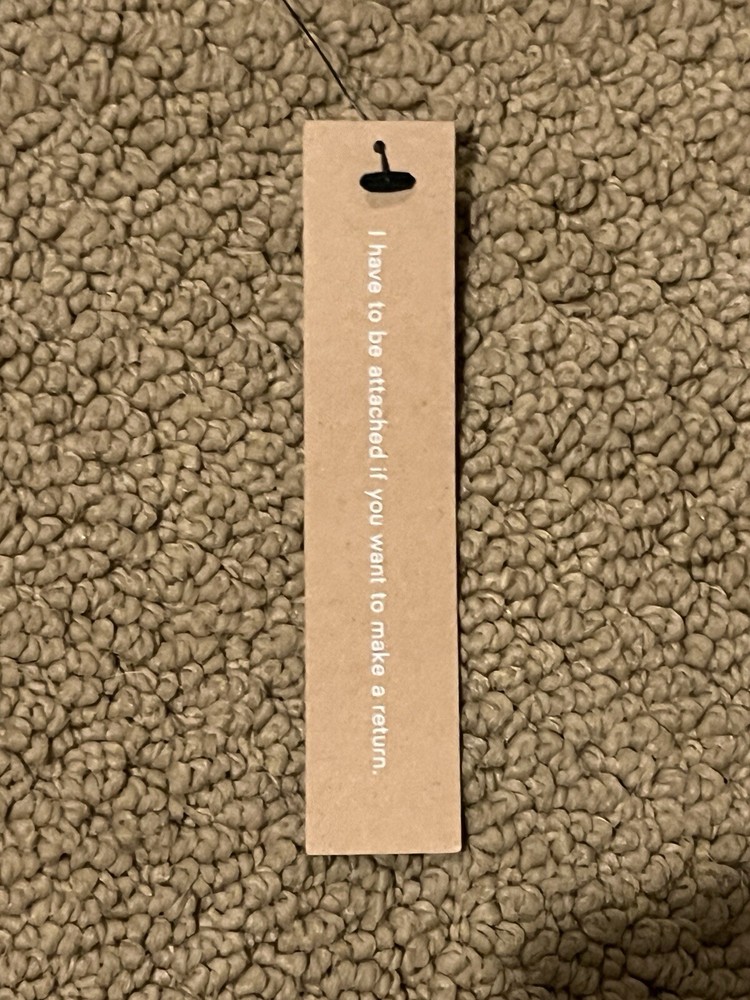 I have to be attached if you want to make a return.